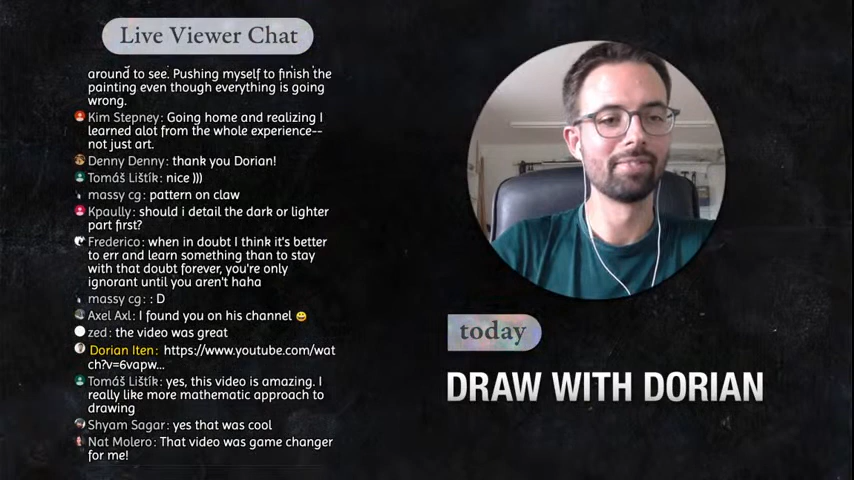 Live Viewer Chat
around to see. Pushing myself to finish the
painting even though everything is going
wrong.
Kim Stepney: Going home and realizing I
learned alot from the whole experience--
not just art.
Denny Denny: thank you Dorian!
Tomáš Lištík: nice )))
massy cg: pattern on claw
Kpaully: should i detail the dark or lighter
part first?
Frederico: when in doubt I think it's better
to err and learn something than to stay
with that doubt forever, you're only
ignorant until you aren't haha
massy cg: : D
Axel Axl: I found you on his channel 😀
zed: the video was great
Dorian Iten: https://www.youtube.com/wat
ch?v=6vapw...
Tomáš Lištík: yes, this video is amazing. I
really like more mathematic approach to
drawing
Shyam Sagar: yes that was cool
Nat Molero: That video was game changer
for me!
today
DRAW WITH DORIAN